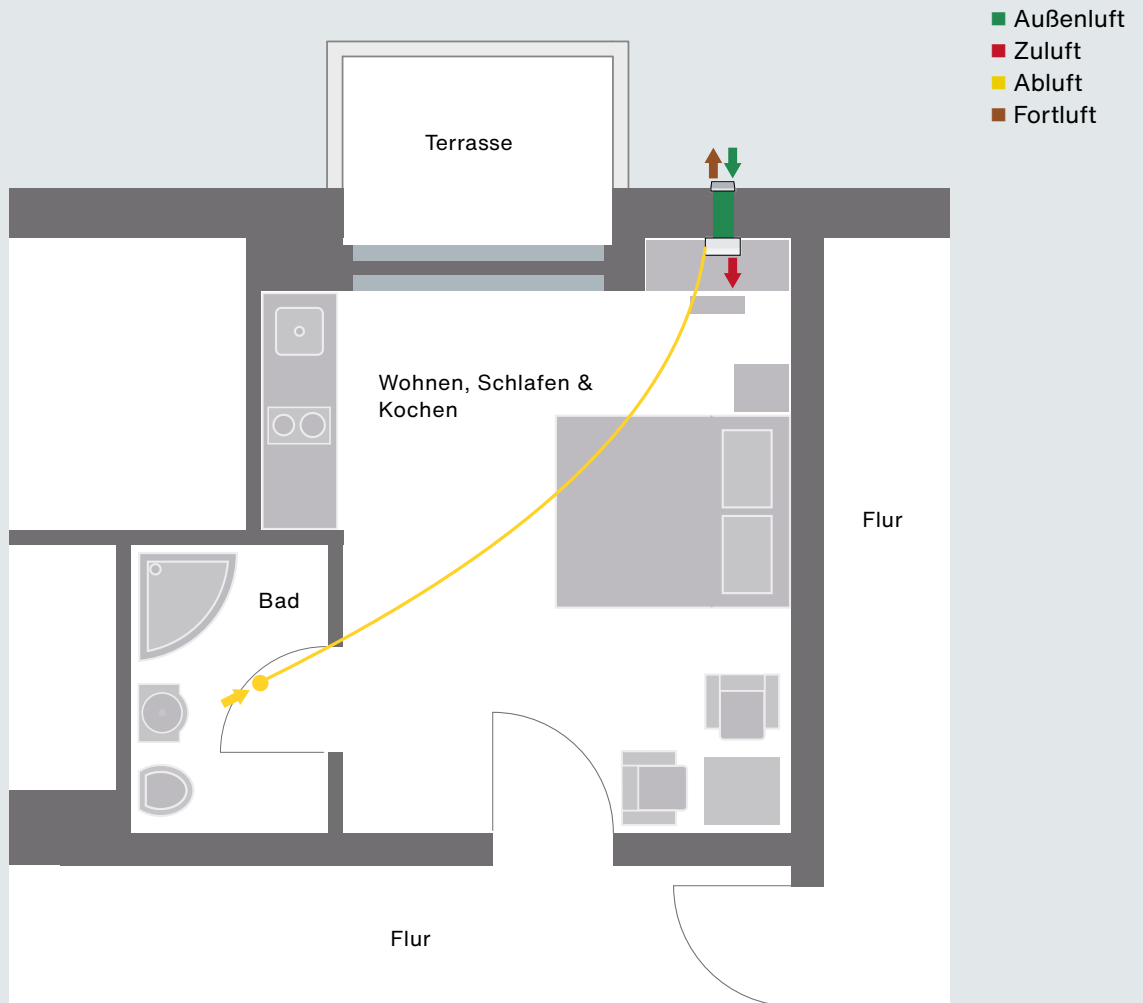 Außenluft
Zuluft
Abluft
Fortluft
Terrasse
Wohnen, Schlafen &
Kochen
Flur
Bad
Flur